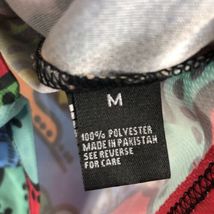 M
100% POLYESTER
MADE IN PAKISTAN
SEE REVERSE
FOR CARE